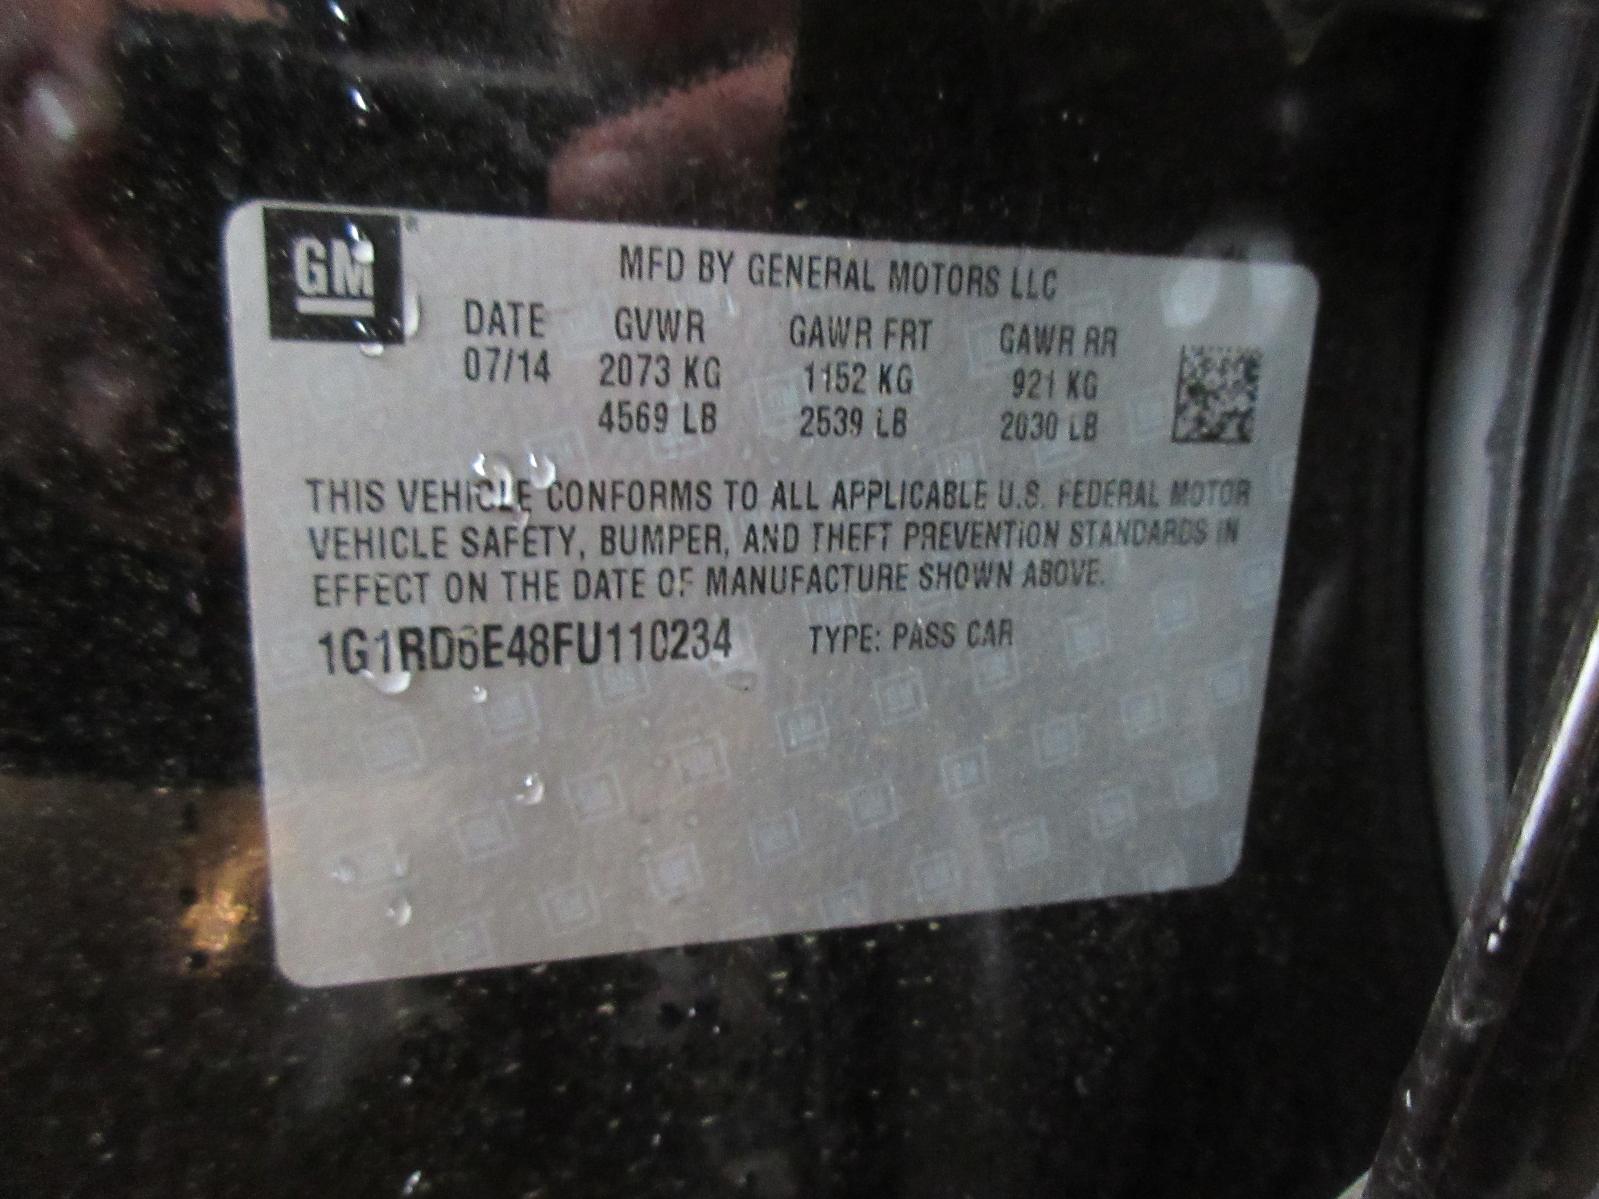 GM ®
MFD BY GENERAL MOTORS LLC
DATE GVWR GAWR FRT GAWR RR
07/14 2073 KG 1152 KG 921 KG
4569 LB 2539 LB 2030 LB
THIS VEHICLE CONFORMS TO ALL APPLICABLE U.S. FEDERAL MOTOR
VEHICLE SAFETY, BUMPER, AND THEFT PREVENTION STANDARDS IN
EFFECT ON THE DATE OF MANUFACTURE SHOWN ABOVE.
1G1RD6E48FU110234 TYPE: PASS CAR